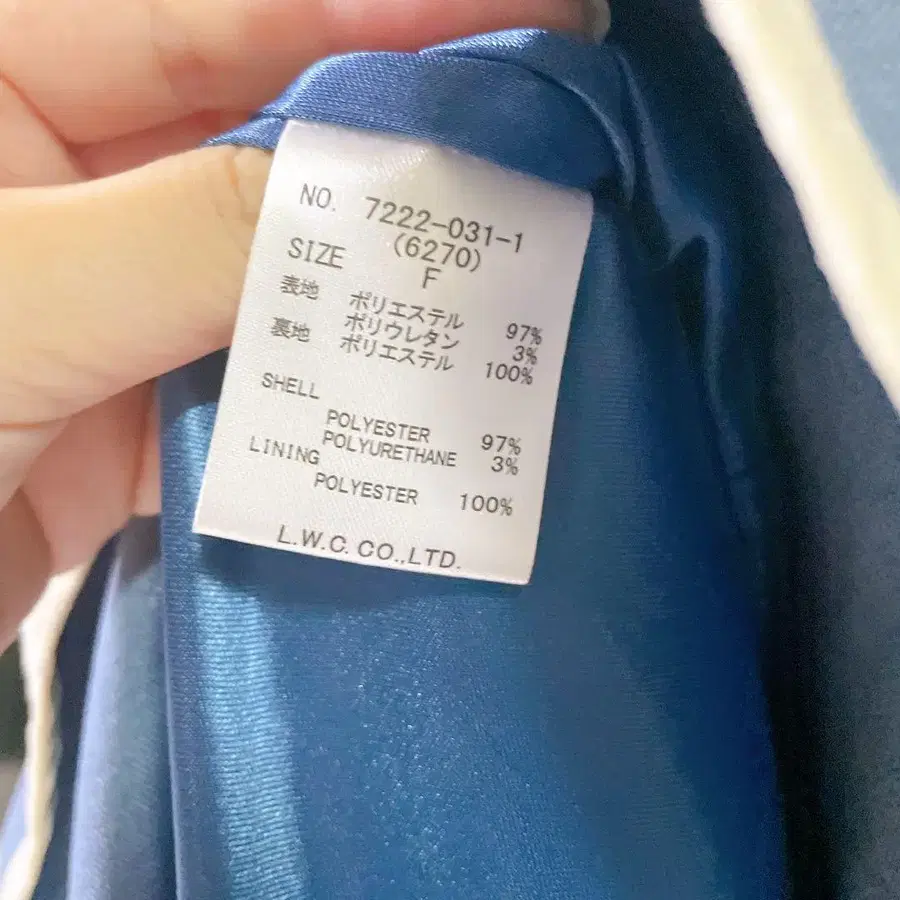 NO. 7222-031-1
(6270)
SIZE F
表地 ポリエステル 97%
ポリウレタン 3%
裏地 ポリエステル 100%
SHELL
POLYESTER 97%
POLYURETHANE 3%
LINING
POLYESTER 100%
L.W.C. CO.,LTD.